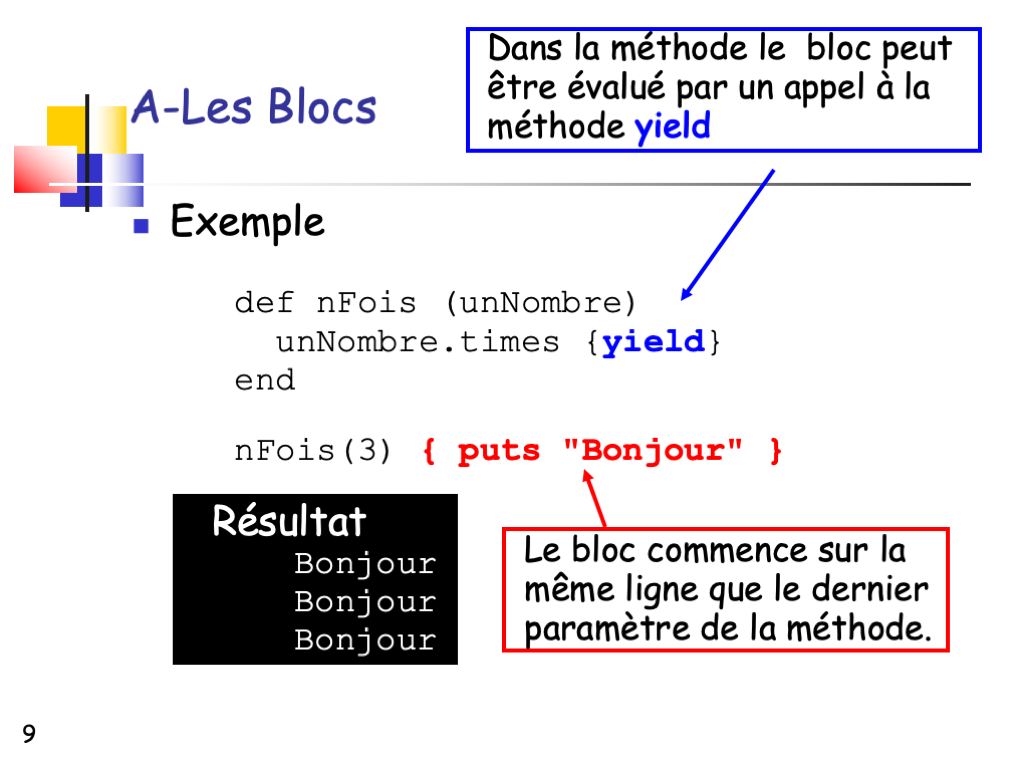 Dans la méthode le  bloc peut
être évalué par un appel à la
méthode yield
A-Les Blocs
Exemple
def nFois (unNombre)
  unNombre.times {yield}
end
nFois(3) { puts "Bonjour" }
Résultat
Bonjour
Bonjour
Bonjour
Le bloc commence sur la
même ligne que le dernier
paramètre de la méthode.
9